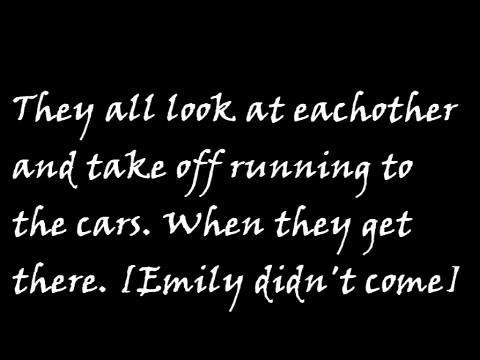 They all look at eachother
and take off running to
the cars. When they get
there. [Emily didn't come]